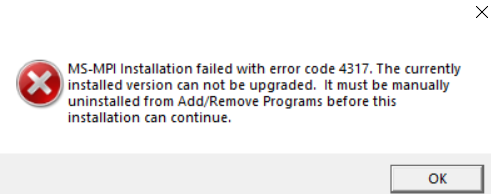 MS-MPI Installation failed with error code 4317. The currently
installed version can not be upgraded.  It must be manually
uninstalled from Add/Remove Programs before this
installation can continue.
OK